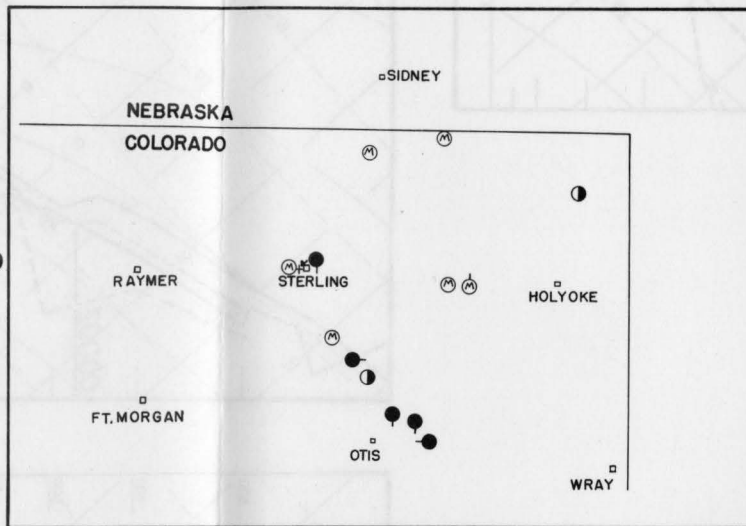 SIDNEY
NEBRASKA
COLORADO
M
M
M
RAYMER
STERLING
M
M
HOLYOKE
M
FT. MORGAN
OTIS
WRAY